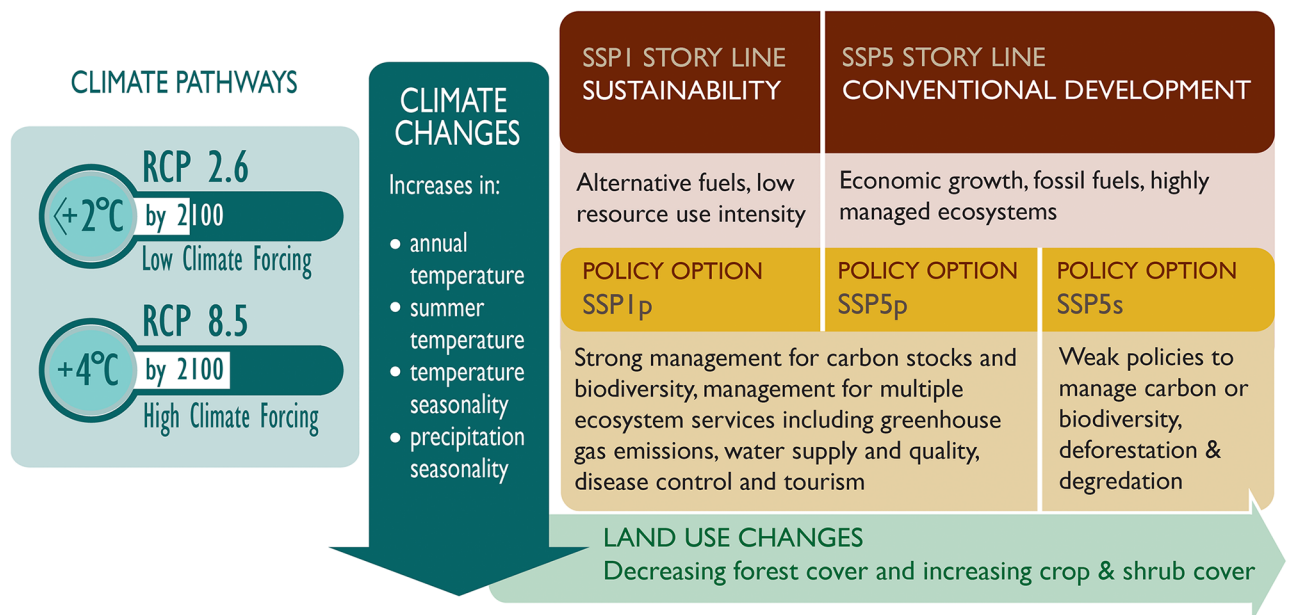 CLIMATE PATHWAYS
RCP 2.6
<+2°C
by 2100
Low Climate Forcing
RCP 8.5
+4°C
by 2100
High Climate Forcing
CLIMATE
CHANGES
Increases in:
• annual
temperature
• summer
temperature
• temperature
seasonality
• precipitation
seasonality
SSP1 STORY LINE
SUSTAINABILITY
Alternative fuels, low
resource use intensity
SSP5 STORY LINE
CONVENTIONAL DEVELOPMENT
Economic growth, fossil fuels, highly
managed ecosystems
POLICY OPTION
SSP1p
POLICY OPTION
SSP5p
Strong management for carbon stocks and
biodiversity, management for multiple
ecosystem services including greenhouse
gas emissions, water supply and quality,
disease control and tourism
POLICY OPTION
SSP5s
Weak policies to
manage carbon or
biodiversity,
deforestation &
degredation
LAND USE CHANGES
Decreasing forest cover and increasing crop & shrub cover